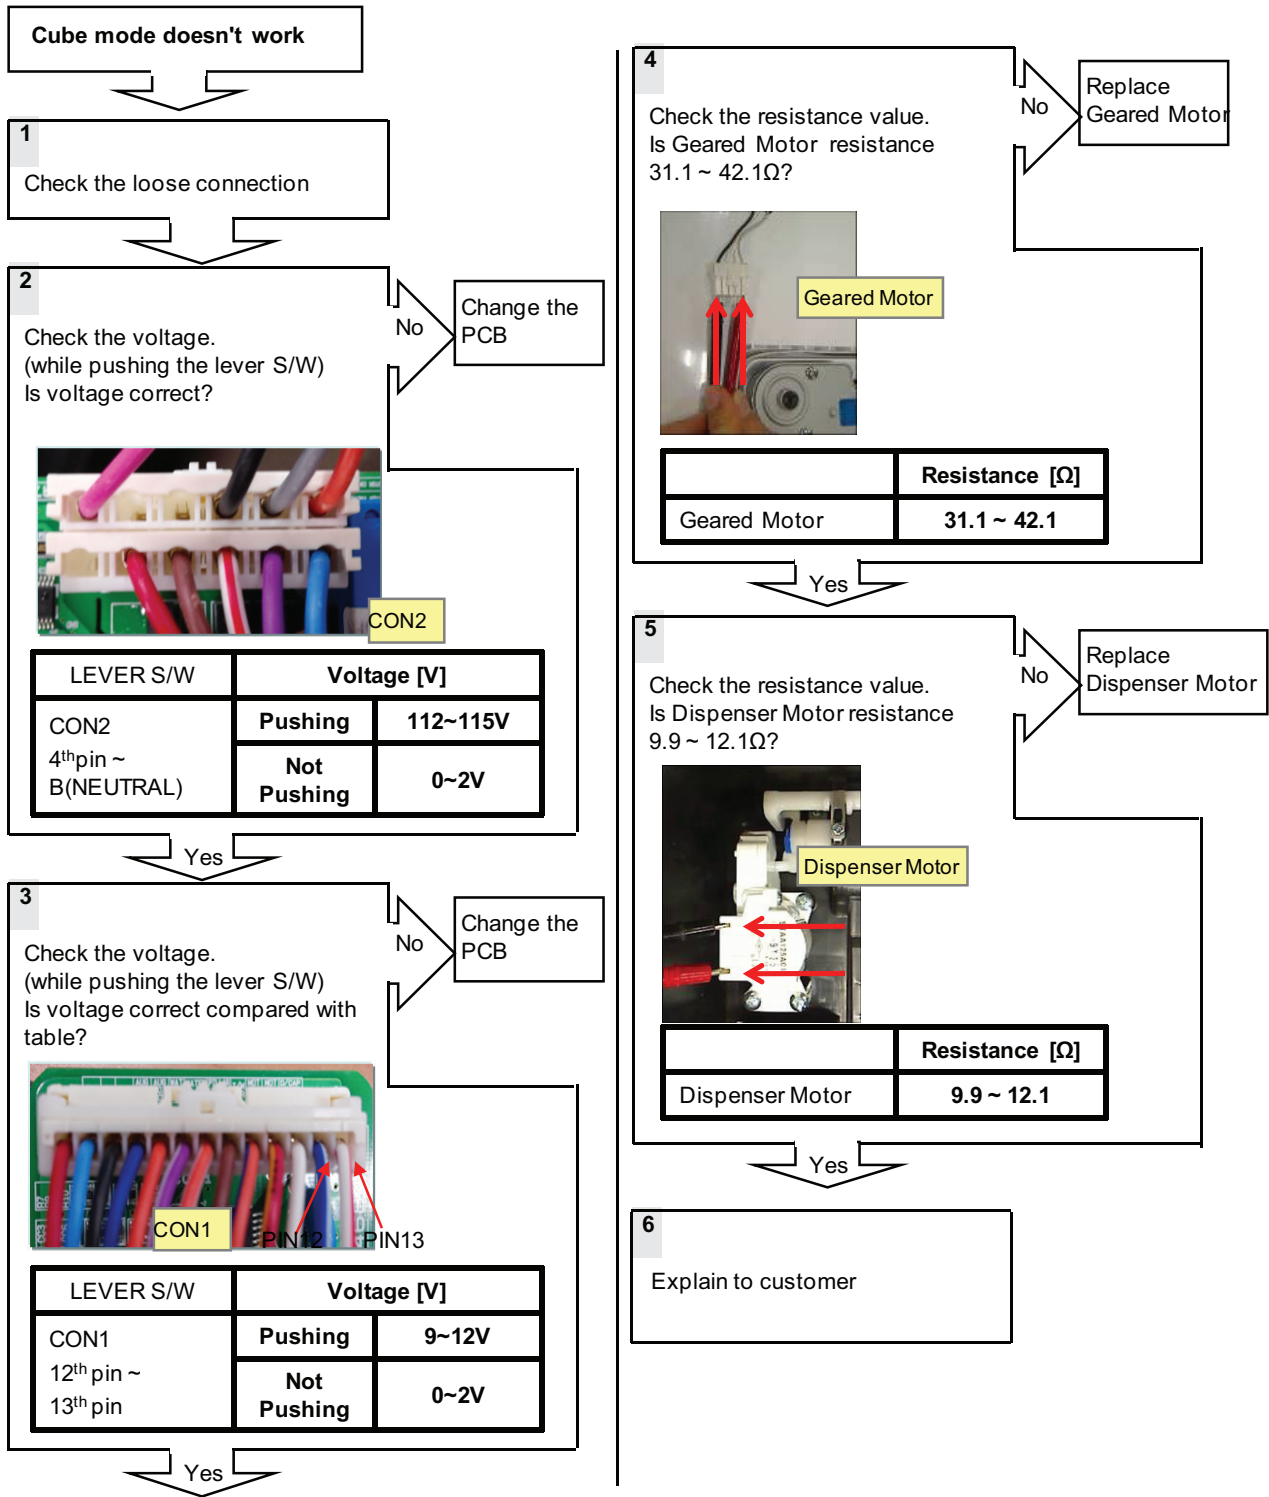 Cube mode doesn't work
1
Check the loose connection
2
Check the voltage.
(while pushing the lever S/W)
Is voltage correct?
No
Change the
PCB
CON2
LEVER S/W
Voltage [V]
CON2
4th pin ~
B(NEUTRAL)
Pushing
112~115V
Not
Pushing
0~2V
Yes
3
Check the voltage.
(while pushing the lever S/W)
Is voltage correct compared with
table?
No
Change the
PCB
CON1
PIN12
PIN13
LEVER S/W
Voltage [V]
CON1
12th pin ~
13th pin
Pushing
9~12V
Not
Pushing
0~2V
Yes
4
Check the resistance value.
Is Geared Motor resistance
31.1 ~ 42.1Ω?
No
Replace
Geared Motor
Geared Motor
Resistance [Ω]
Geared Motor
31.1 ~ 42.1
Yes
5
Check the resistance value.
Is Dispenser Motor resistance
9.9 ~ 12.1Ω?
No
Replace
Dispenser Motor
Dispenser Motor
Resistance [Ω]
Dispenser Motor
9.9 ~ 12.1
Yes
6
Explain to customer